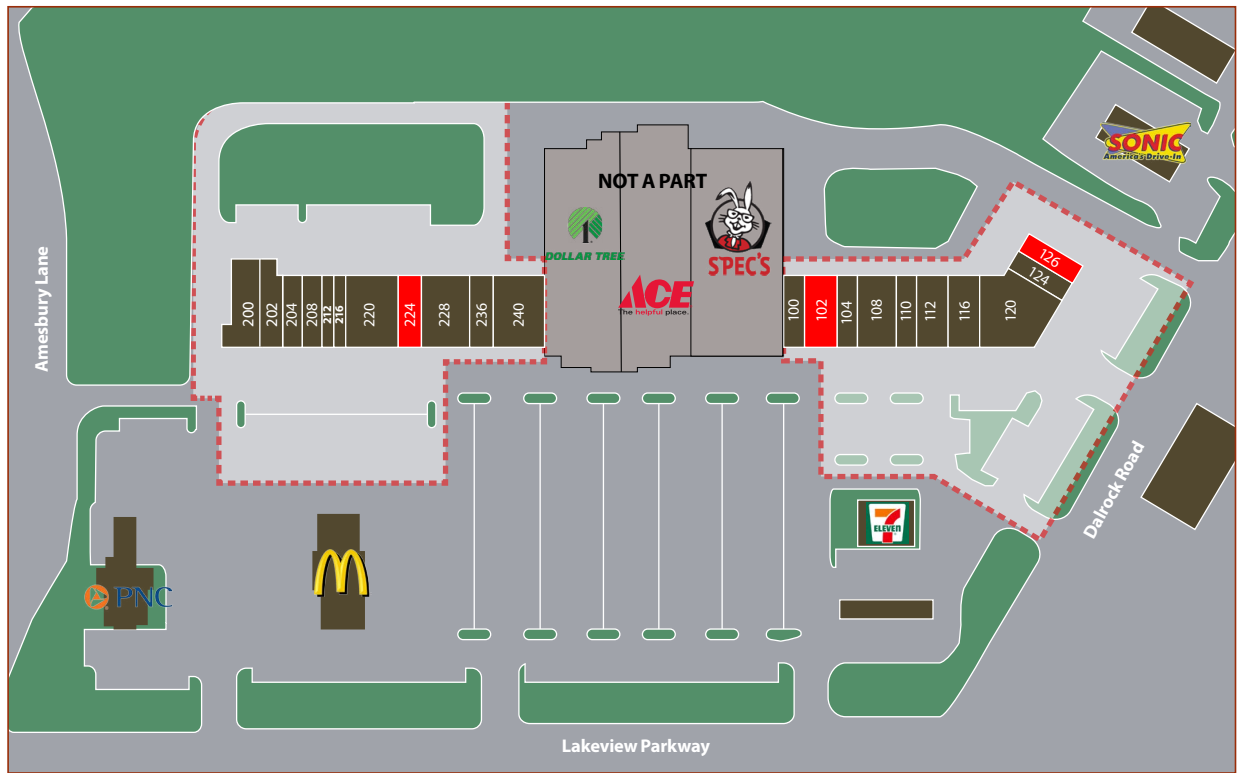 SONIC
America's Drive-In
NOT A PART
DOLLAR TREE
1
SPEC'S
ACE
The helpful place.
Amesbury Lane
200
202
204
208
212
216
220
224
228
236
240
100
102
104
108
110
112
116
120
124
126
Dalrock Road
7
ELEVEn
PNC
Lakeview Parkway